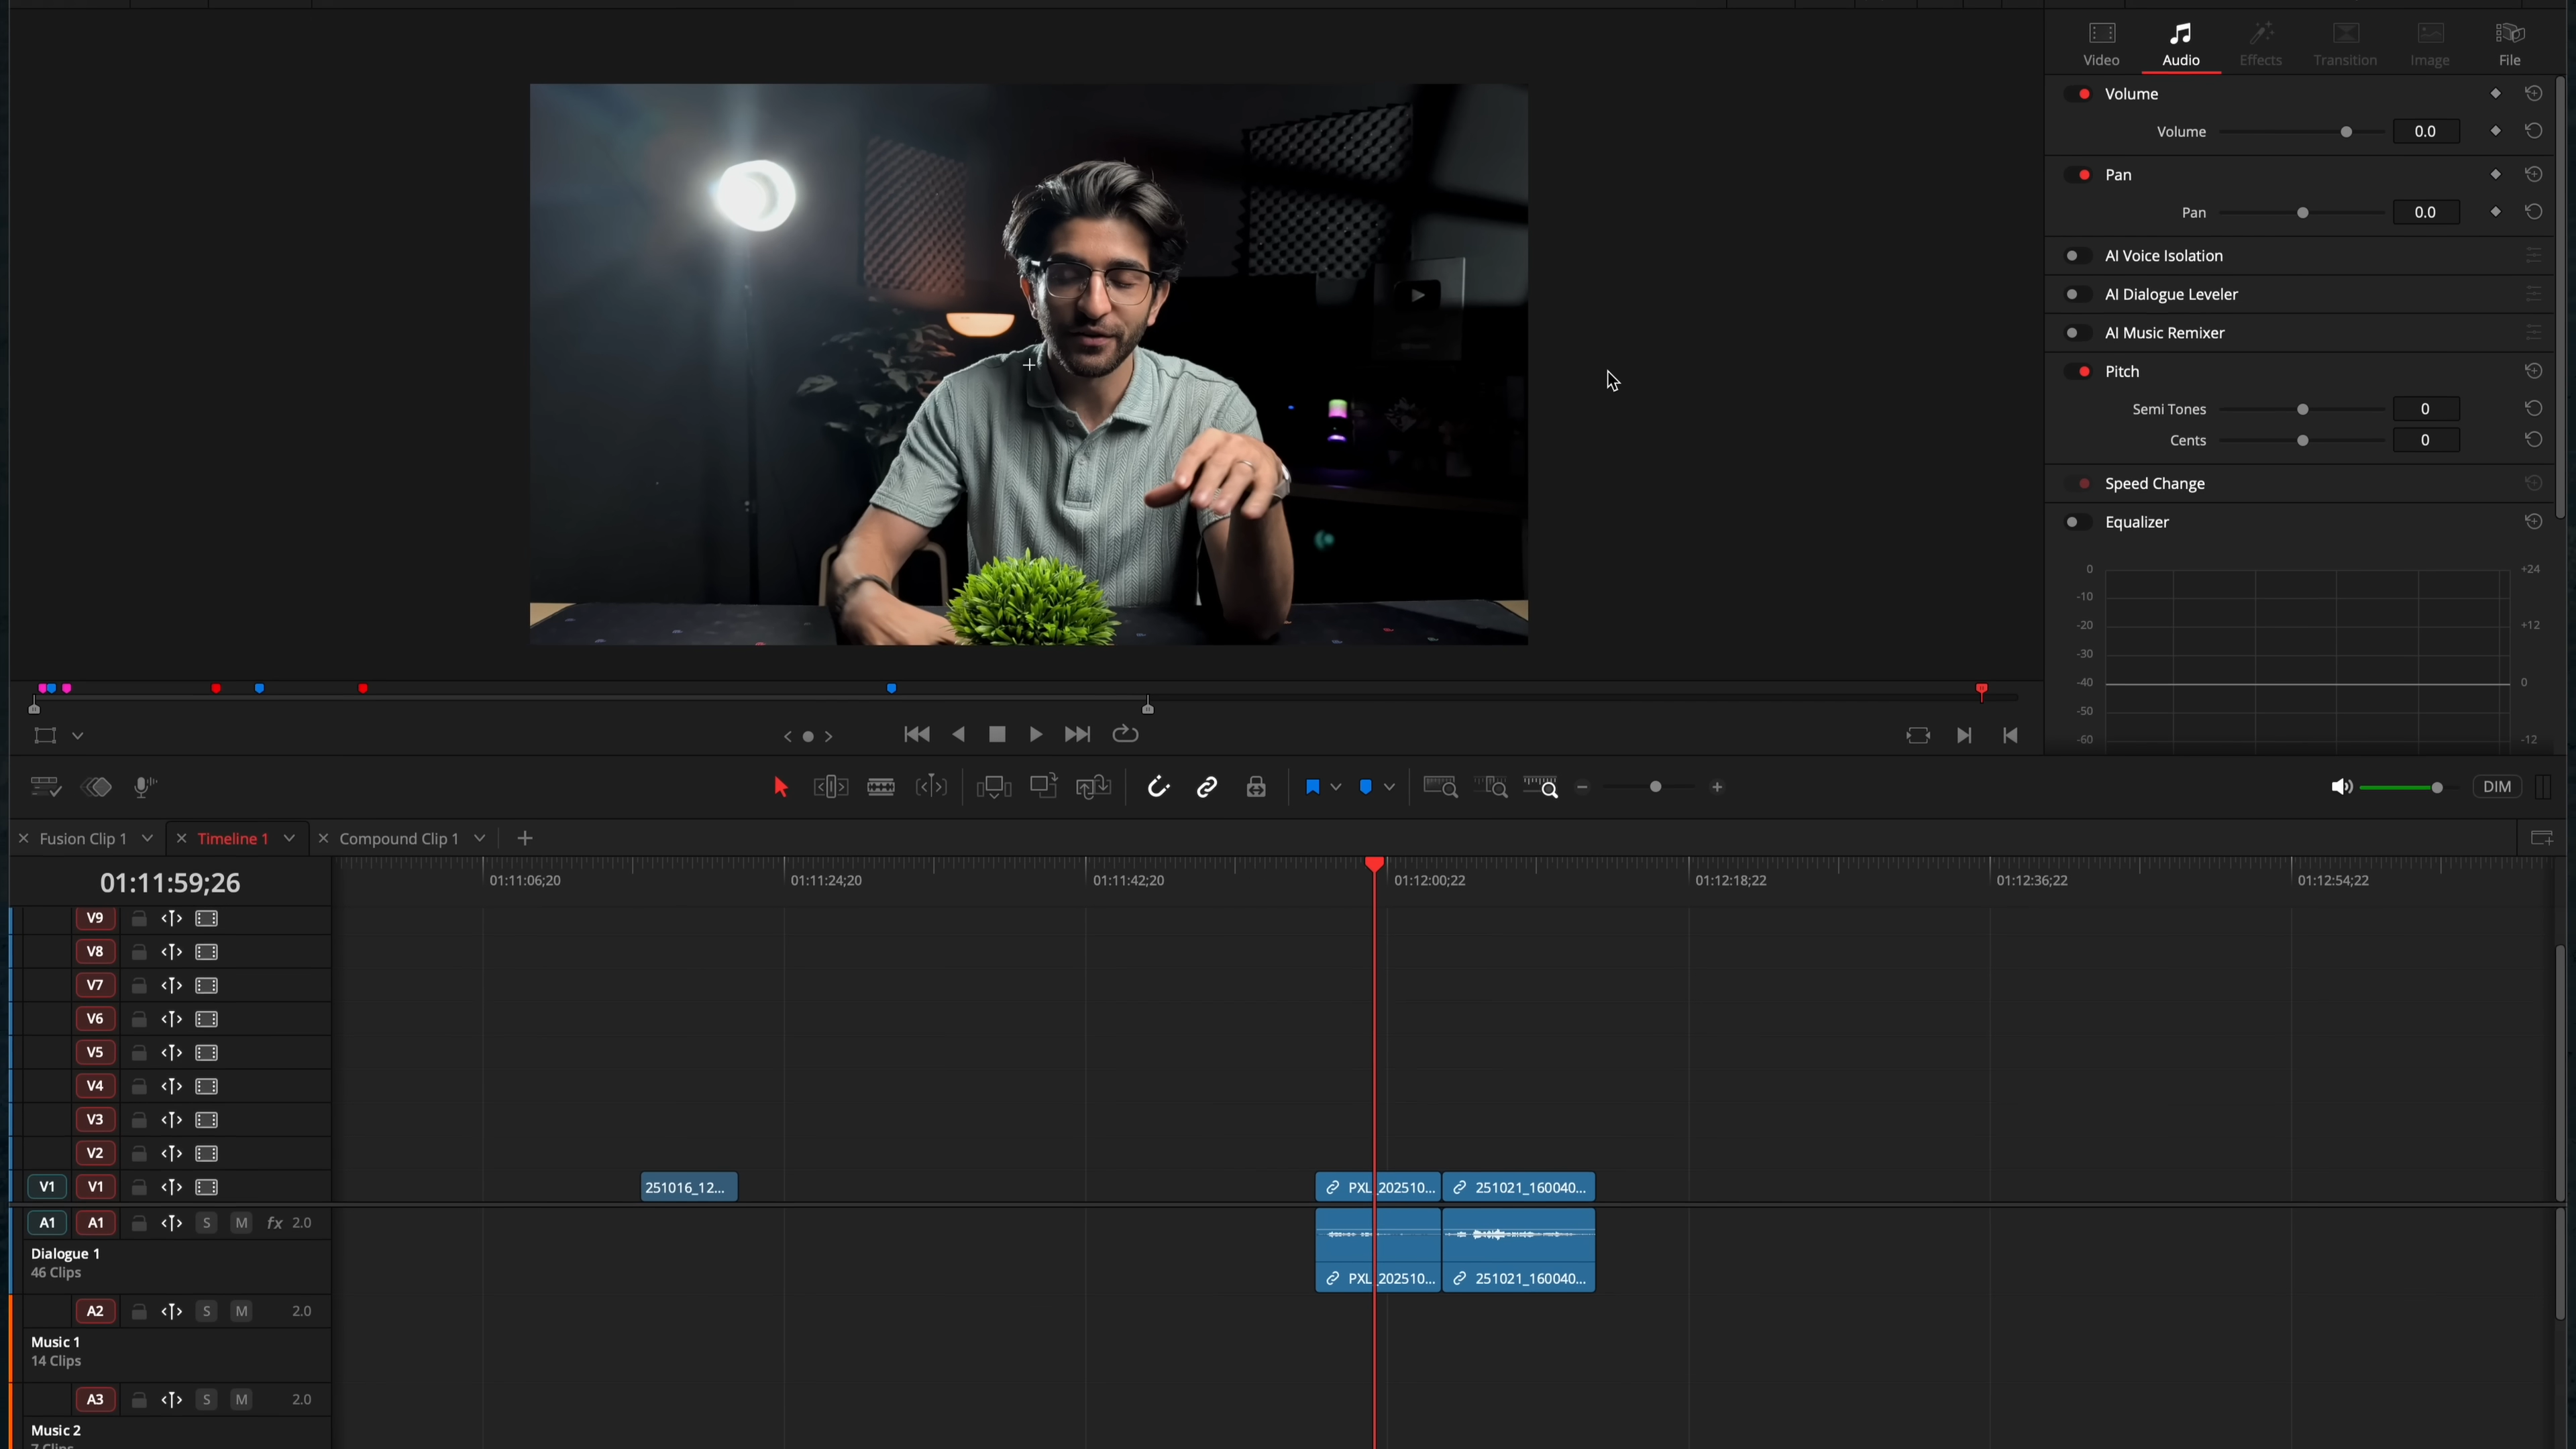 Video
Audio
Effects
Transition
Image
File
Volume
Volume 0.0
Pan
Pan 0.0
AI Voice Isolation
AI Dialogue Leveler
AI Music Remixer
Pitch
Semi Tones 0
Cents 0
Speed Change
Equalizer
0 +24
-10
-20 +12
-30
-40 0
-50
-60 -12
DIM
Fusion Clip 1
Timeline 1
Compound Clip 1
01:11:59;26
01:11:06;20
01:11:24;20
01:11:42;20
01:12:00;22
01:12:18;22
01:12:36;22
01:12:54;22
V9
V8
V7
V6
V5
V4
V3
V2
V1 V1
251016_12...
PXL_202510...
251021_160040...
A1 A1 S M fx 2.0
Dialogue 1
46 Clips
PXL_202510...
251021_160040...
A2 S M 2.0
Music 1
14 Clips
A3 S M 2.0
Music 2
7 Clips